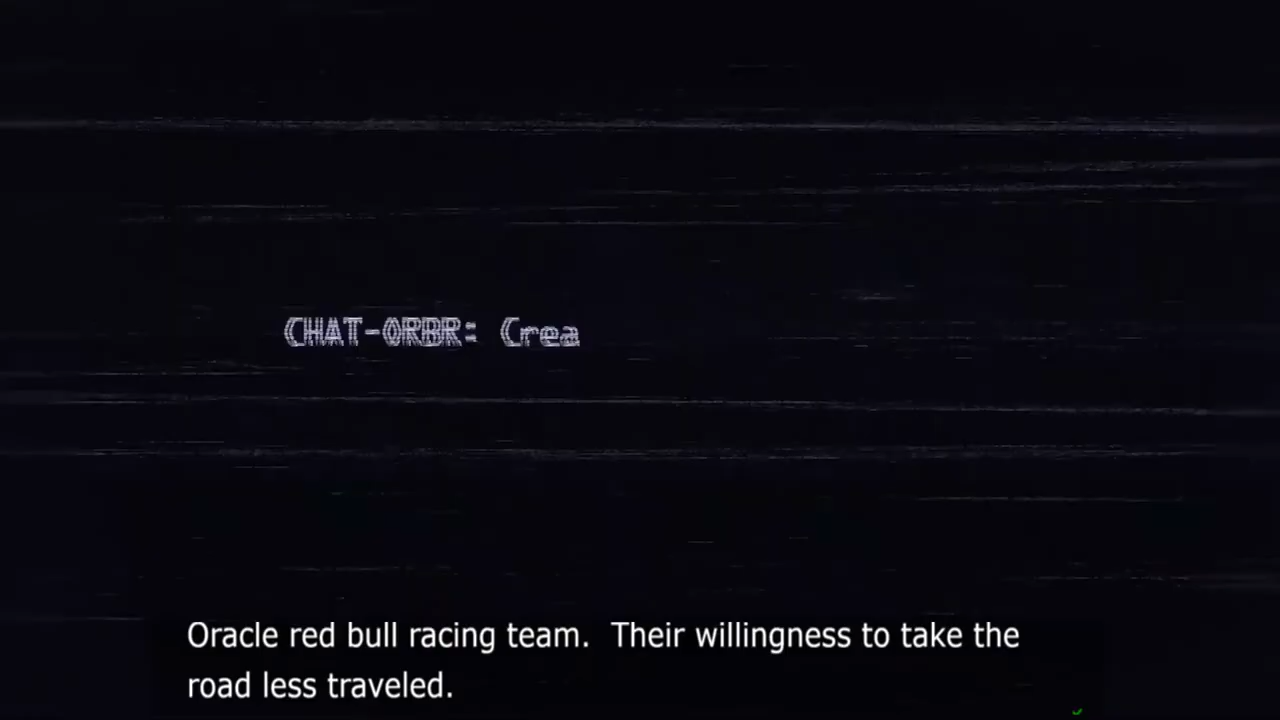 CHAT-ORBR: Crea
Oracle red bull racing team. Their willingness to take the
road less traveled.